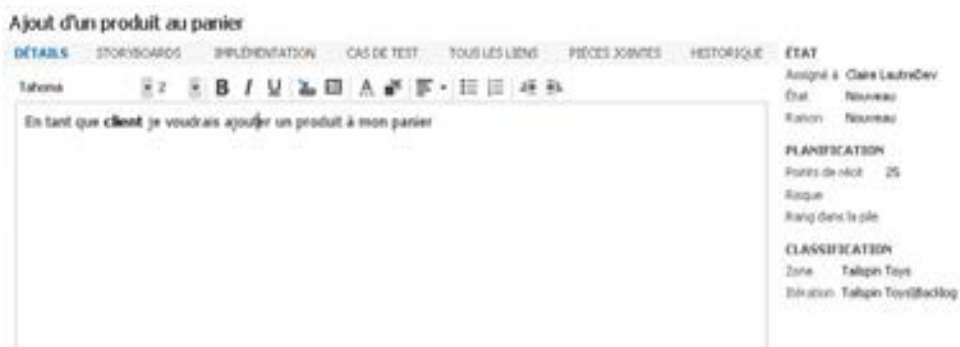 Ajout d'un produit au panier
DÉTAILS STORYBOARDS IMPLÉMENTATION CAS DE TEST TOUS LES LIENS PIÈCES JOINTES HISTORIQUE
Tahoma 2 B I U A
En tant que client je voudrais ajouter un produit à mon panier
ÉTAT
Assigné à Claire LautreDev
État Nouveau
Raison Nouveau
PLANIFICATION
Points de récit 25
Risque
Rang dans la pile
CLASSIFICATION
Zone Tailspin Toys
Itération Tailspin Toys\Backlog